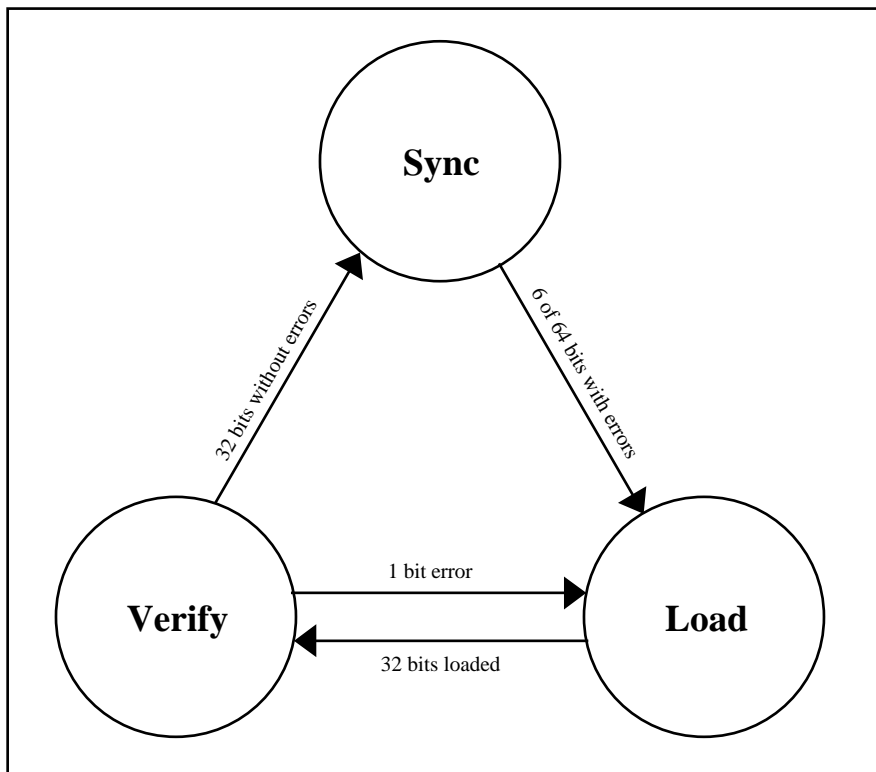 Sync
32 bits without errors
6 of 64 bits with errors
1 bit error
Verify
Load
32 bits loaded